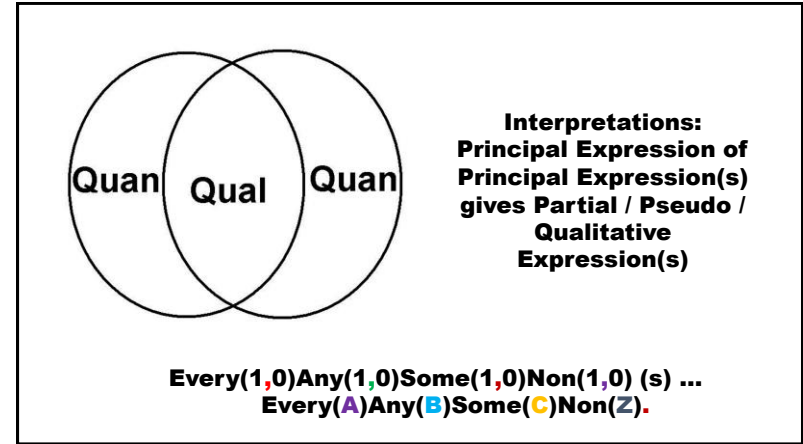 Quan Qual Quan
Interpretations:
Principal Expression of
Principal Expression(s)
gives Partial / Pseudo /
Qualitative
Expression(s)
Every(1,0)Any(1,0)Some(1,0)Non(1,0) (s) ...
Every(A)Any(B)Some(C)Non(Z).